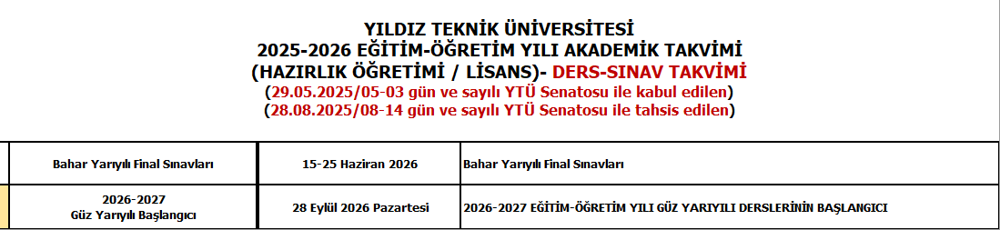 YILDIZ TEKNİK ÜNİVERSİTESİ
2025-2026 EĞİTİM-ÖĞRETİM YILI AKADEMİK TAKVİMİ
(HAZIRLIK ÖĞRETİMİ / LİSANS)- DERS-SINAV TAKVİMİ
(29.05.2025/05-03 gün ve sayılı YTÜ Senatosu ile kabul edilen)
(28.08.2025/08-14 gün ve sayılı YTÜ Senatosu ile tahsis edilen)
Bahar Yarıyılı Final Sınavları 15-25 Haziran 2026 Bahar Yarıyılı Final Sınavları
2026-2027
Güz Yarıyılı Başlangıcı 28 Eylül 2026 Pazartesi 2026-2027 EĞİTİM-ÖĞRETİM YILI GÜZ YARIYILI DERSLERİNİN BAŞLANGICI